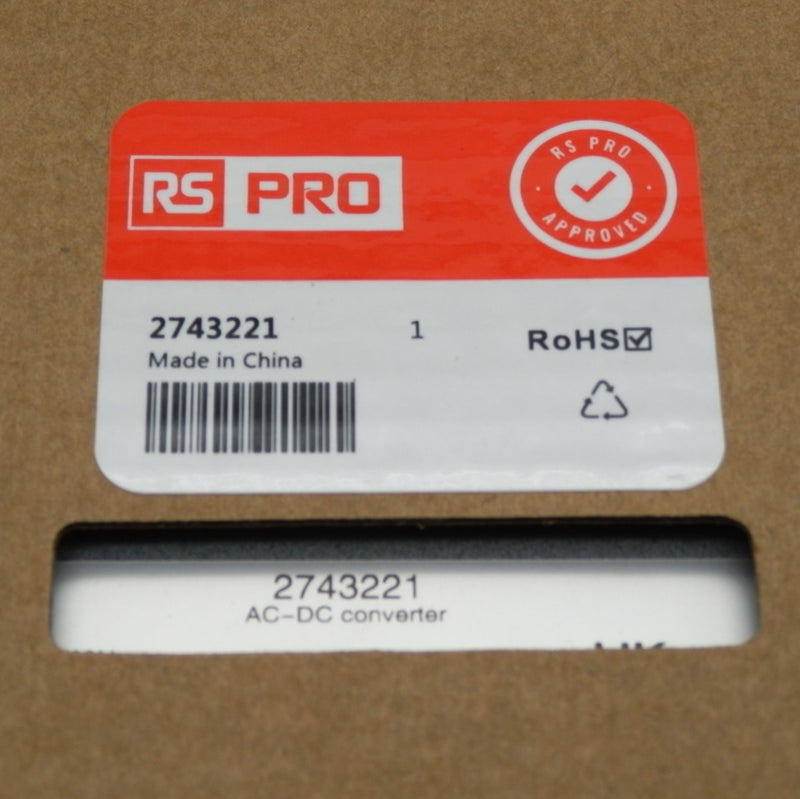 RS PRO
RS PRO
APPROVED
2743221
1
RoHS
Made in China
2743221
AC-DC converter